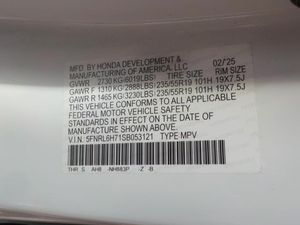 MFD. BY HONDA DEVELOPMENT &
MANUFACTURING OF AMERICA, LLC 02/'25
GVWR 2730 KG(6019LBS) TIRE SIZE RIM SIZE
GAWR F 1310 KG(2888LBS) 235/55R19 101H 19X7.5J
GAWR R 1465 KG(3230LBS) 235/55R19 101H 19X7.5J
THIS VEHICLE CONFORMS TO ALL APPLICABLE
FEDERAL MOTOR VEHICLE SAFETY AND
THEFT PREVENTION STANDARDS IN EFFECT ON THE
DATE OF MANUFACTURE SHOWN ABOVE.
V.I.N. 5FNRL6H71SB053121 TYPE MPV